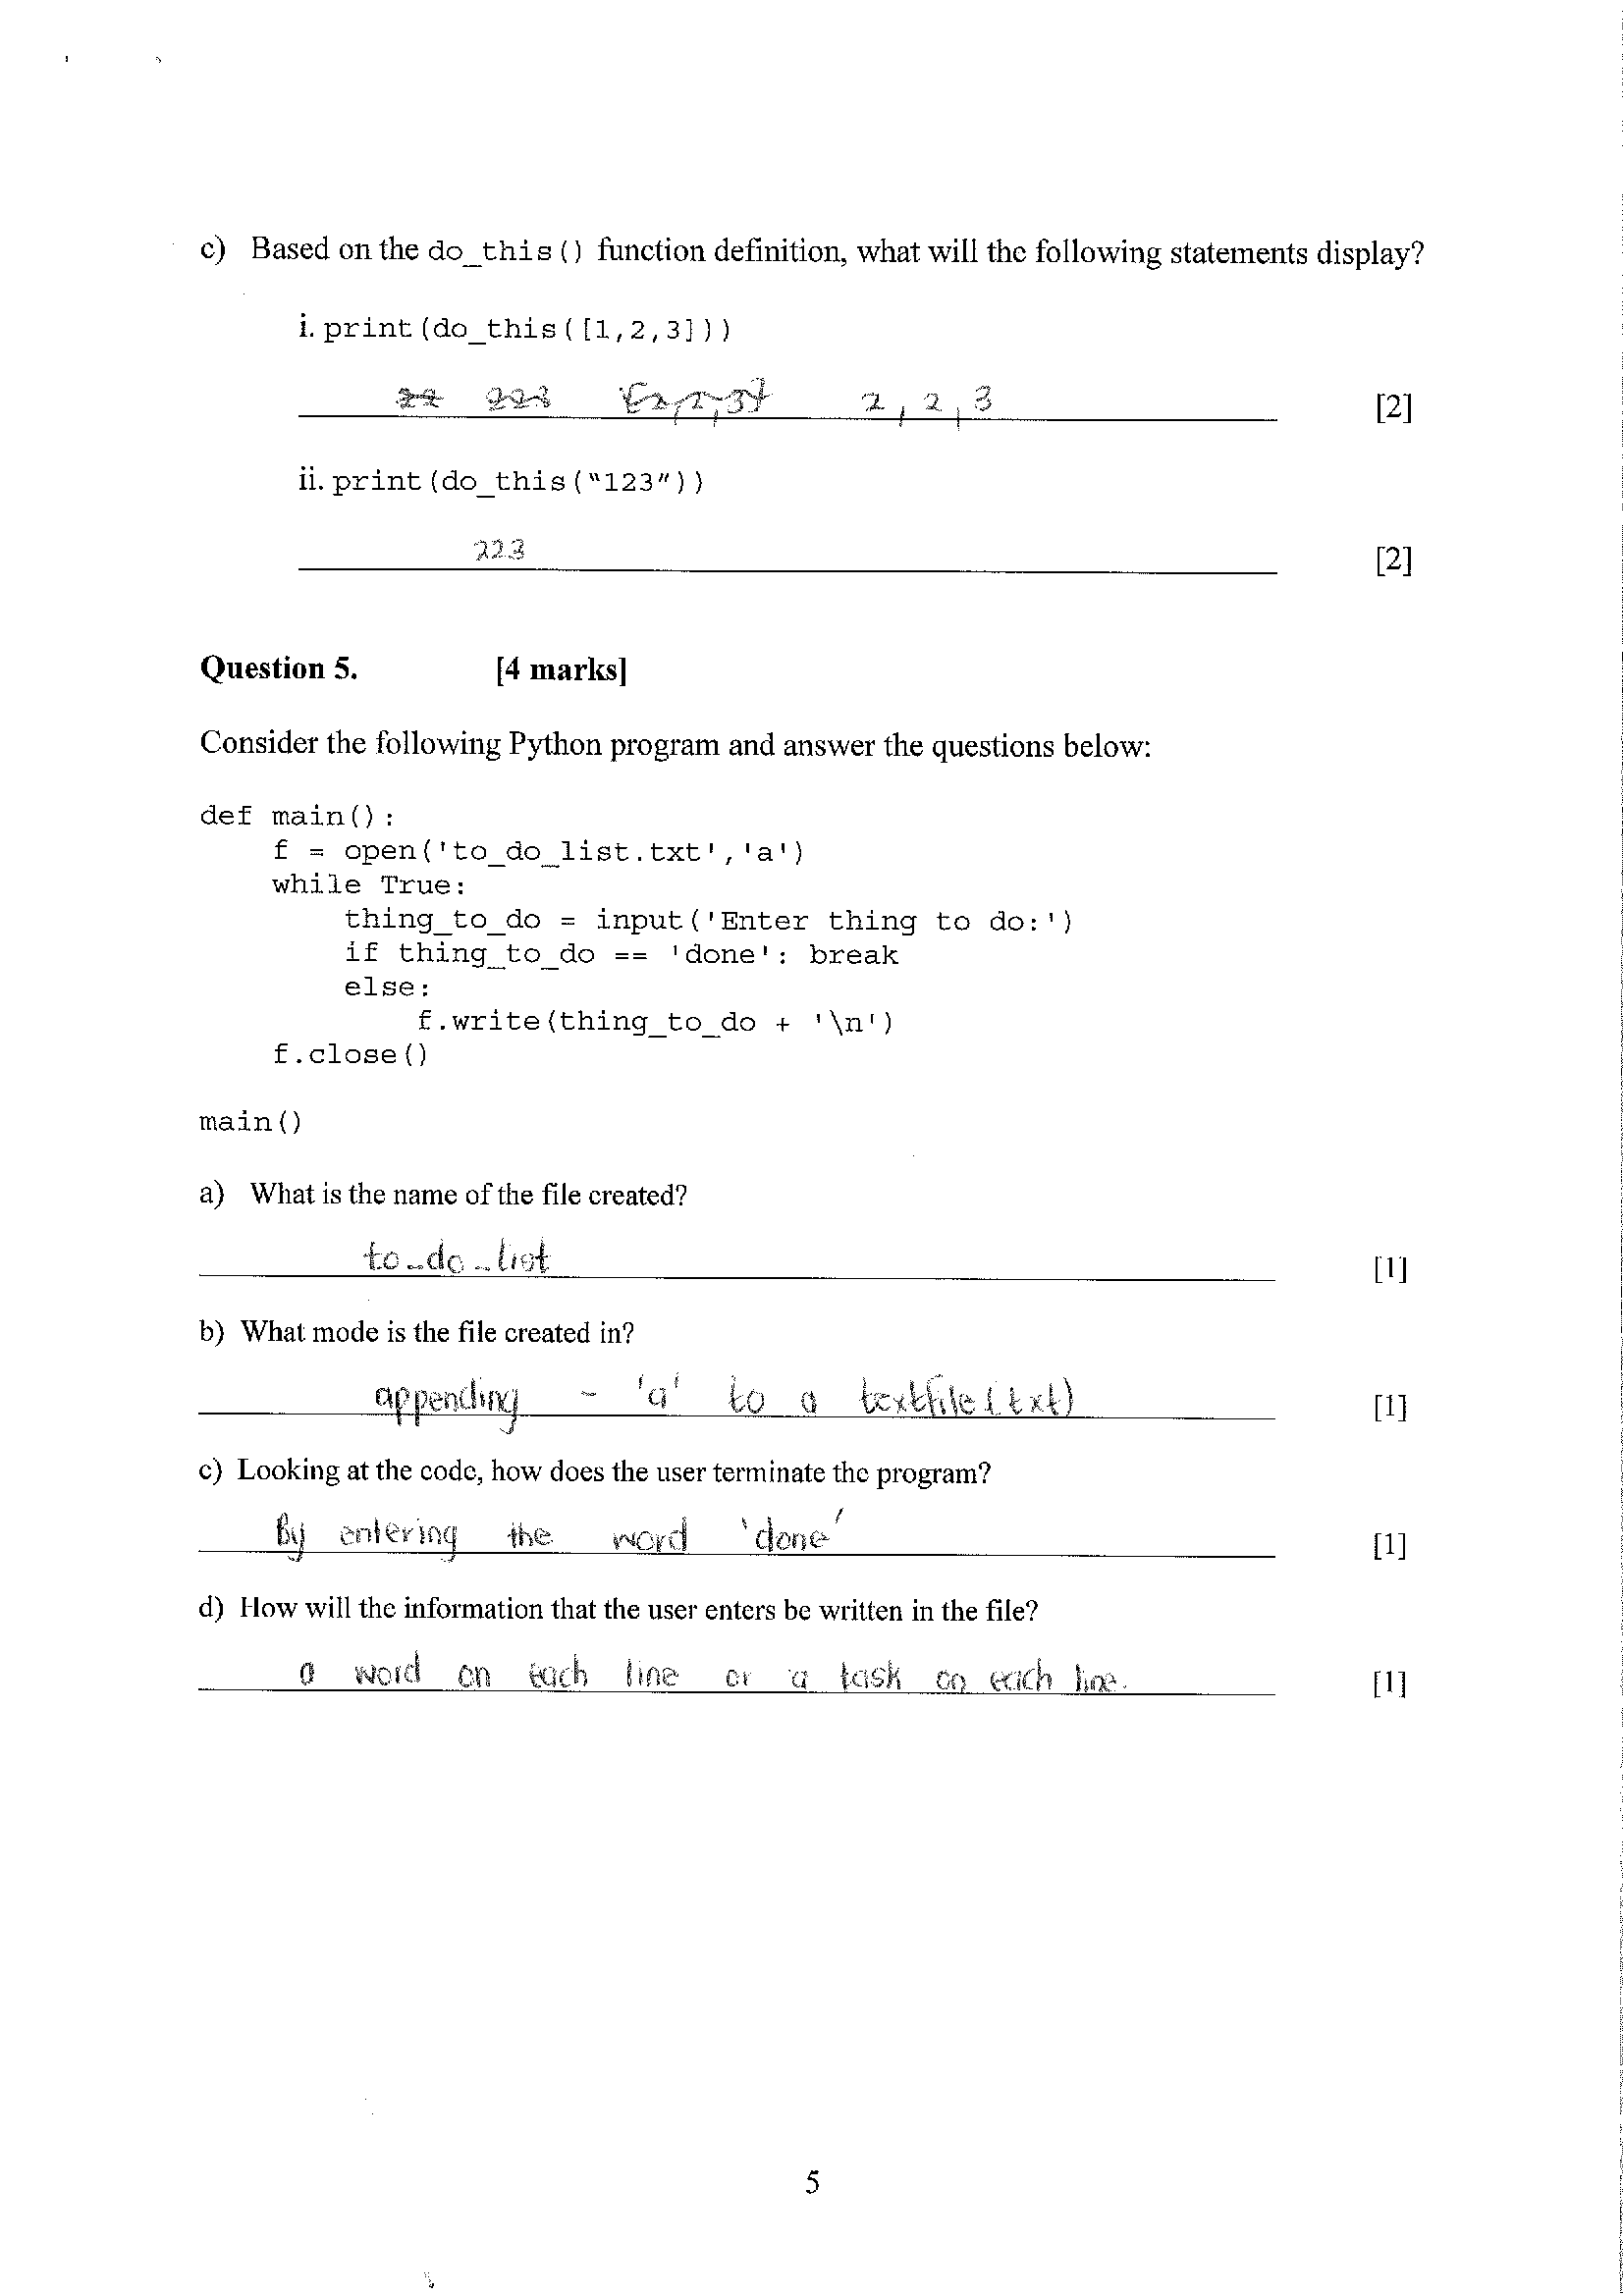 c) Based on the do_this() function definition, what will the following statements display?
i. print(do_this([1,2,3]))
22 223 [2,2,3] 2, 2, 3 [2]
ii. print(do_this("123"))
223 [2]
Question 5. [4 marks]
Consider the following Python program and answer the questions below:
def main():
    f = open('to_do_list.txt','a')
    while True:
        thing_to_do = input('Enter thing to do:')
        if thing_to_do == 'done': break
        else:
            f.write(thing_to_do + '\n')
    f.close()
main()
a) What is the name of the file created?
to_do_list [1]
b) What mode is the file created in?
appending - 'a' to a textfile (txt) [1]
c) Looking at the code, how does the user terminate the program?
By entering the word 'done' [1]
d) How will the information that the user enters be written in the file?
a word on each line or a task on each line. [1]
5